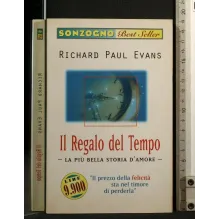 SONZOGNO Best Seller
RICHARD PAUL EVANS
Il Regalo del Tempo
– LA PIÙ BELLA STORIA D'AMORE –
"Il prezzo della felicità
sta nel timore
di perderla"
LIRE
9.900